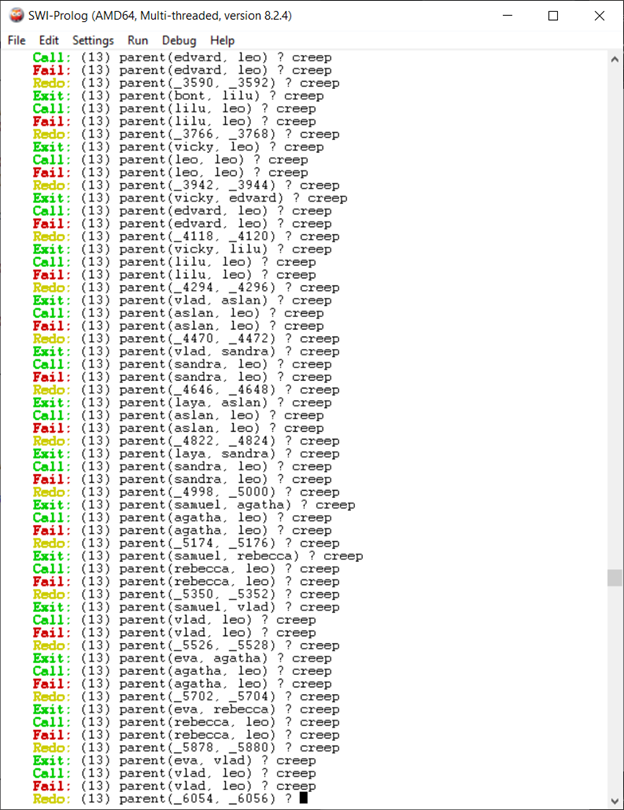 SWI-Prolog (AMD64, Multi-threaded, version 8.2.4)
File Edit Settings Run Debug Help
Call: (13) parent(edvard, leo) ? creep
Fail: (13) parent(edvard, leo) ? creep
Redo: (13) parent(_3590, _3592) ? creep
Exit: (13) parent(bont, lilu) ? creep
Call: (13) parent(lilu, leo) ? creep
Fail: (13) parent(lilu, leo) ? creep
Redo: (13) parent(_3766, _3768) ? creep
Exit: (13) parent(vicky, leo) ? creep
Call: (13) parent(leo, leo) ? creep
Fail: (13) parent(leo, leo) ? creep
Redo: (13) parent(_3942, _3944) ? creep
Exit: (13) parent(vicky, edvard) ? creep
Call: (13) parent(edvard, leo) ? creep
Fail: (13) parent(edvard, leo) ? creep
Redo: (13) parent(_4118, _4120) ? creep
Exit: (13) parent(vicky, lilu) ? creep
Call: (13) parent(lilu, leo) ? creep
Fail: (13) parent(lilu, leo) ? creep
Redo: (13) parent(_4294, _4296) ? creep
Exit: (13) parent(vlad, aslan) ? creep
Call: (13) parent(aslan, leo) ? creep
Fail: (13) parent(aslan, leo) ? creep
Redo: (13) parent(_4470, _4472) ? creep
Exit: (13) parent(vlad, sandra) ? creep
Call: (13) parent(sandra, leo) ? creep
Fail: (13) parent(sandra, leo) ? creep
Redo: (13) parent(_4646, _4648) ? creep
Exit: (13) parent(laya, aslan) ? creep
Call: (13) parent(aslan, leo) ? creep
Fail: (13) parent(aslan, leo) ? creep
Redo: (13) parent(_4822, _4824) ? creep
Exit: (13) parent(laya, sandra) ? creep
Call: (13) parent(sandra, leo) ? creep
Fail: (13) parent(sandra, leo) ? creep
Redo: (13) parent(_4998, _5000) ? creep
Exit: (13) parent(samuel, agatha) ? creep
Call: (13) parent(agatha, leo) ? creep
Fail: (13) parent(agatha, leo) ? creep
Redo: (13) parent(_5174, _5176) ? creep
Exit: (13) parent(samuel, rebecca) ? creep
Call: (13) parent(rebecca, leo) ? creep
Fail: (13) parent(rebecca, leo) ? creep
Redo: (13) parent(_5350, _5352) ? creep
Exit: (13) parent(samuel, vlad) ? creep
Call: (13) parent(vlad, leo) ? creep
Fail: (13) parent(vlad, leo) ? creep
Redo: (13) parent(_5526, _5528) ? creep
Exit: (13) parent(eva, agatha) ? creep
Call: (13) parent(agatha, leo) ? creep
Fail: (13) parent(agatha, leo) ? creep
Redo: (13) parent(_5702, _5704) ? creep
Exit: (13) parent(eva, rebecca) ? creep
Call: (13) parent(rebecca, leo) ? creep
Fail: (13) parent(rebecca, leo) ? creep
Redo: (13) parent(_5878, _5880) ? creep
Exit: (13) parent(eva, vlad) ? creep
Call: (13) parent(vlad, leo) ? creep
Fail: (13) parent(vlad, leo) ? creep
Redo: (13) parent(_6054, _6056) ?